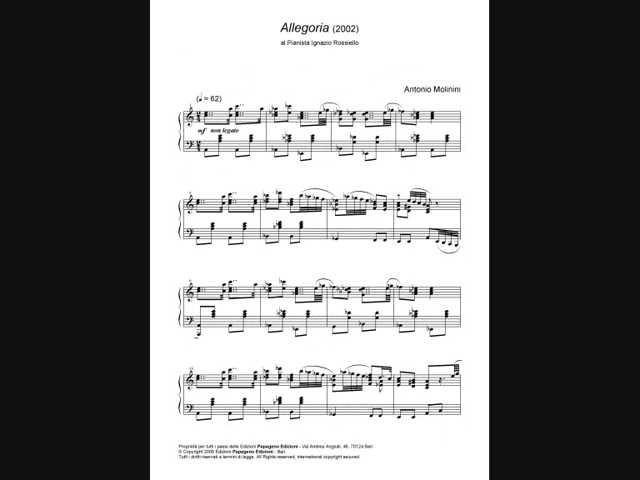 Allegoria (2002)
al Pianista Ignazio Rossiello
Antonio Molinini
(♩ = 62)
mf non legato
Proprietà per tutti i paesi delle Edizioni Papageno Edizioni - Via Andrea Angiulli, 46, 70124 Bari
© Copyright 2008 Edizioni Papageno Edizioni - Bari
Tutti i diritti riservati a termini di legge. All Rights reserved, international copyright secured